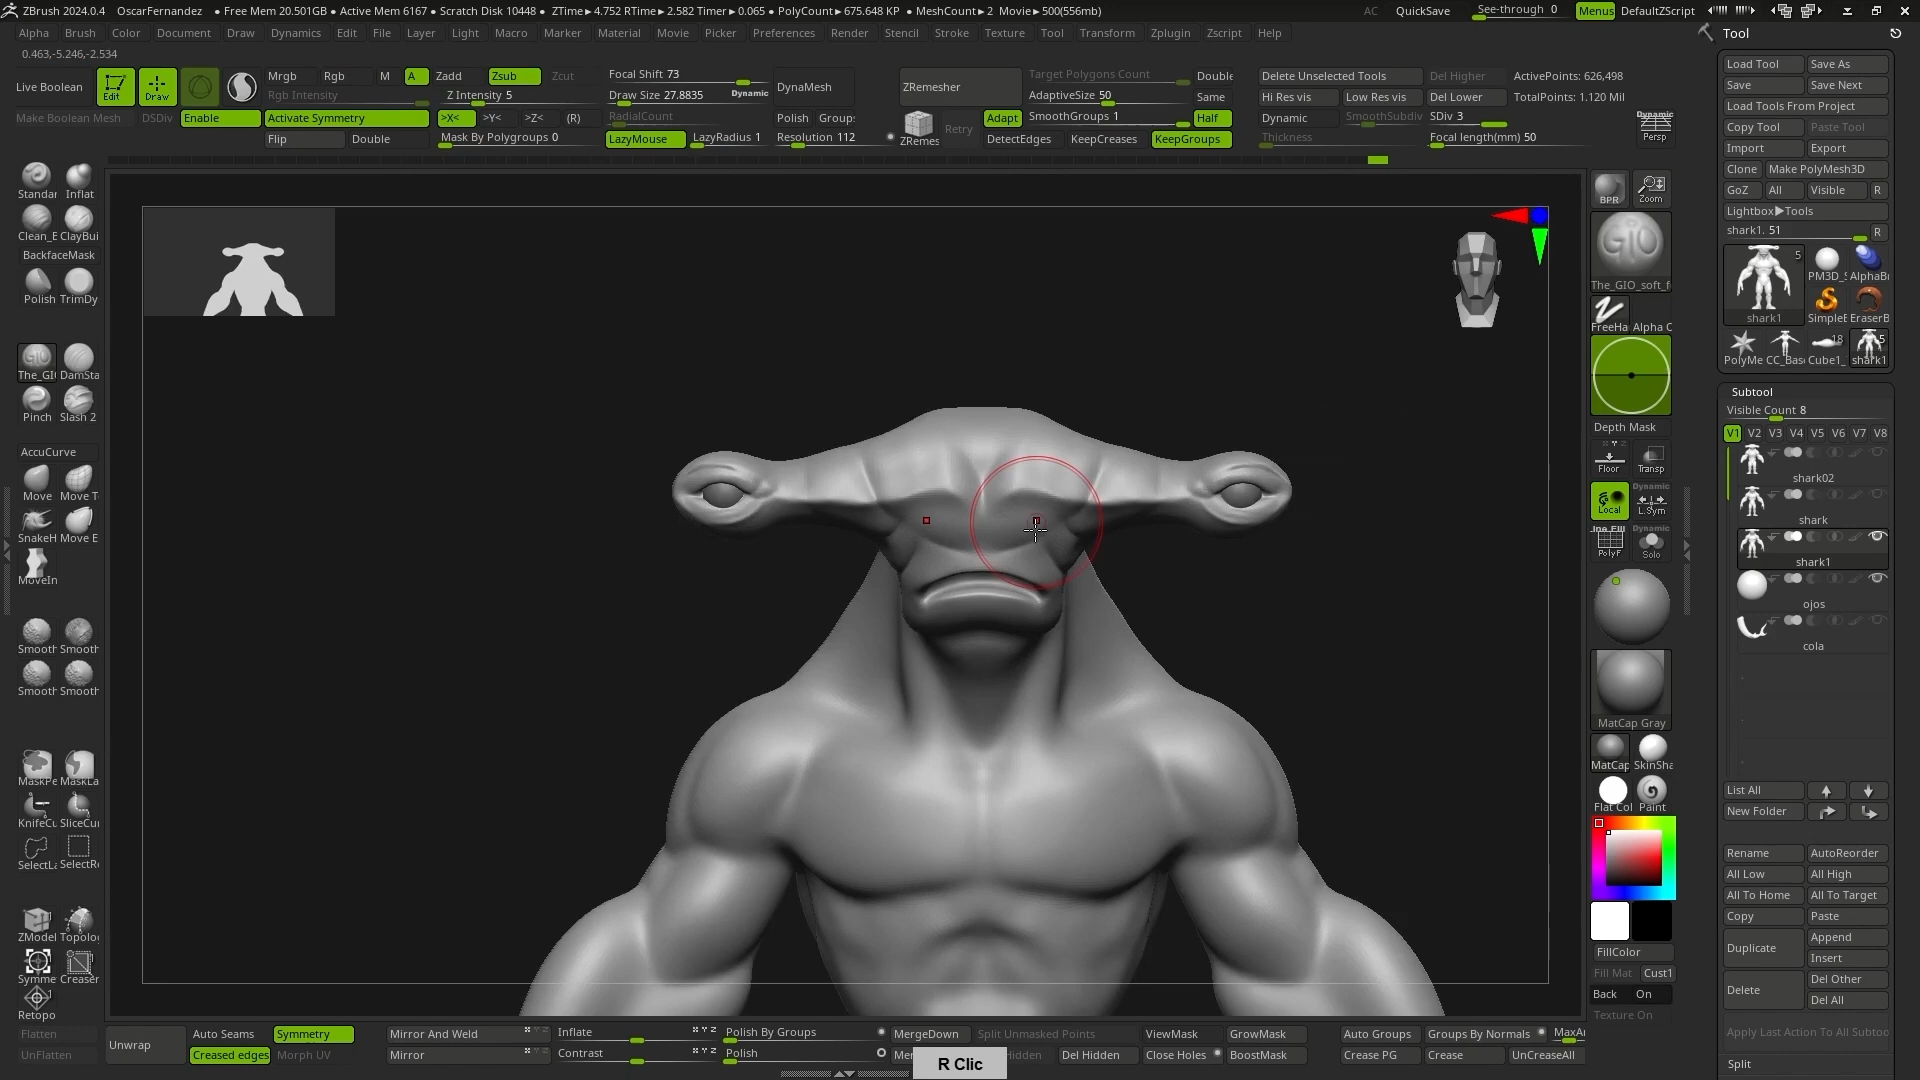 ZBrush 2024.0.4 OscarFernandez • Free Mem 20.501GB • Active Mem 6167 • Scratch Disk 10448 • ZTime▸4.752 RTime▸2.582 Timer▸0.065 • PolyCount▸675.648 KP • MeshCount▸2 Movie▸500(556mb) AC QuickSave See-through 0 Menus DefaultZScript
Alpha Brush Color Document Draw Dynamics Edit File Layer Light Macro Marker Material Movie Picker Preferences Render Stencil Stroke Texture Tool Transform Zplugin Zscript Help
0.463,-5.246,-2.534
Live Boolean Edit Draw Mrgb Rgb M A Zadd Zsub Zcut Focal Shift 73
Rgb Intensity Z Intensity 5 Draw Size 27.8835 Dynamic
Make Boolean Mesh DSDiv Enable Activate Symmetry >X< >Y< >Z< (R) RadialCount
Flip Double Mask By Polygroups 0 LazyMouse LazyRadius 1
DynaMesh
Polish Group:
Resolution 112
ZRemesher Target Polygons Count Double
AdaptiveSize 50 Same
ZRemes Retry Adapt SmoothGroups 1 Half
DetectEdges KeepCreases KeepGroups
Delete Unselected Tools Del Higher ActivePoints: 626,498
Hi Res vis Low Res vis Del Lower TotalPoints: 1.120 Mil
Dynamic SmoothSubdiv SDiv 3
Thickness Focal length(mm) 50
Dynamic
Persp
Standar Inflat
Clean_E ClayBui
BackfaceMask
Polish TrimDy
The_GI DamSta
Pinch Slash 2
AccuCurve
Move Move T
SnakeH Move E
MoveIn
Smooth Smooth
Smooth Smooth
MaskPe MaskLa
KnifeCu SliceCur
SelectLa SelectRe
ZModel Topolog
Symme Creaser
Retopo
Flatten
UnFlatten
BPR Zoom
The_GIO_soft_f
FreeHa Alpha O
Depth Mask
Floor Transp
Dynamic
Local L.Sym
Line Fill Dynamic
PolyF Solo
MatCap Gray
MatCap SkinSha
Flat Col Paint
FillColor
Fill Mat Cust1
Back On
Texture On
Tool
Load Tool Save As
Save Save Next
Load Tools From Project
Copy Tool Paste Tool
Import Export
Clone Make PolyMesh3D
GoZ All Visible R
Lightbox▶Tools
shark1. 51 R
5
PM3D_S AlphaBr
shark1 SimpleE EraserB
18 5
PolyMe CC_Bas Cube1_ shark1
Subtool
Visible Count 8
V1 V2 V3 V4 V5 V6 V7 V8
shark02
shark
shark1
ojos
cola
List All
New Folder
Rename AutoReorder
All Low All High
All To Home All To Target
Copy Paste
Duplicate Append
Insert
Delete Del Other
Del All
Apply Last Action To All Subtoo
Split
Unwrap Auto Seams Symmetry Mirror And Weld Inflate Polish By Groups MergeDown Split Unmasked Points ViewMask GrowMask Auto Groups Groups By Normals MaxAn
Creased edges Morph UV Mirror Contrast Polish Mer Hidden Del Hidden Close Holes BoostMask Crease PG Crease UnCreaseAll
R Clic